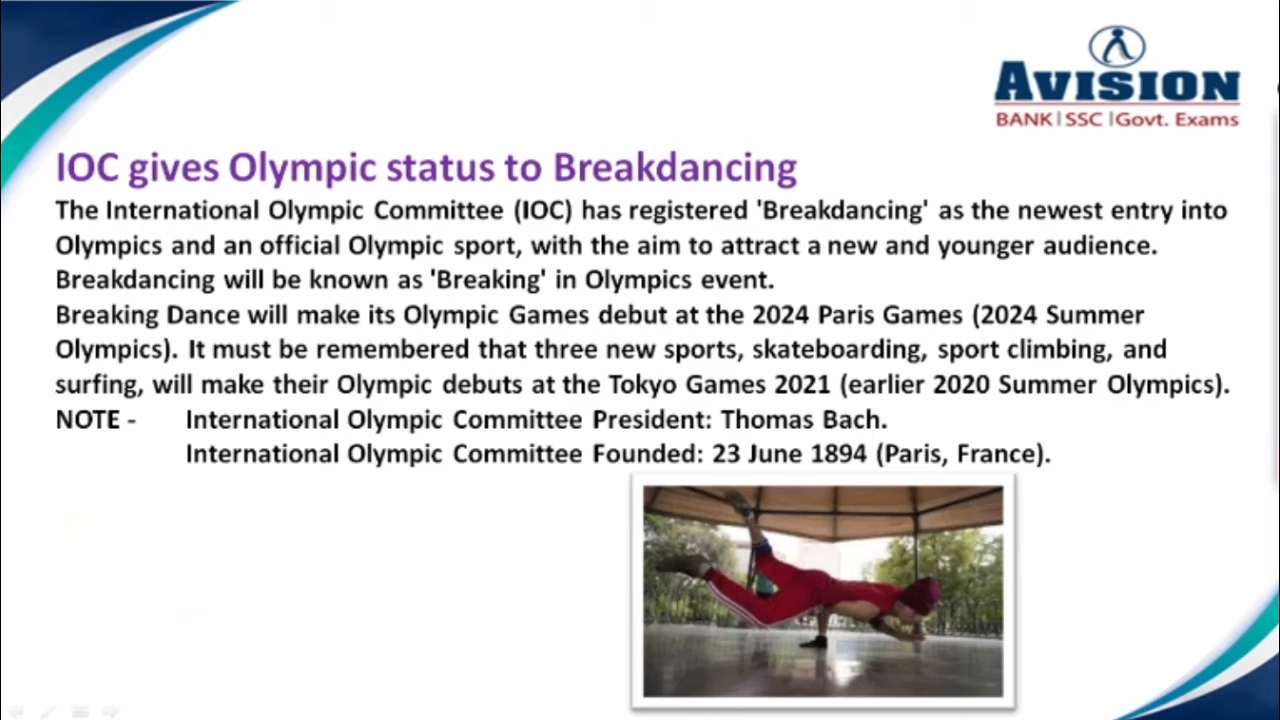 AVISION
BANK | SSC | Govt. Exams
IOC gives Olympic status to Breakdancing
The International Olympic Committee (IOC) has registered 'Breakdancing' as the newest entry into
Olympics and an official Olympic sport, with the aim to attract a new and younger audience.
Breakdancing will be known as 'Breaking' in Olympics event.
Breaking Dance will make its Olympic Games debut at the 2024 Paris Games (2024 Summer
Olympics). It must be remembered that three new sports, skateboarding, sport climbing, and
surfing, will make their Olympic debuts at the Tokyo Games 2021 (earlier 2020 Summer Olympics).
NOTE - International Olympic Committee President: Thomas Bach.
International Olympic Committee Founded: 23 June 1894 (Paris, France).